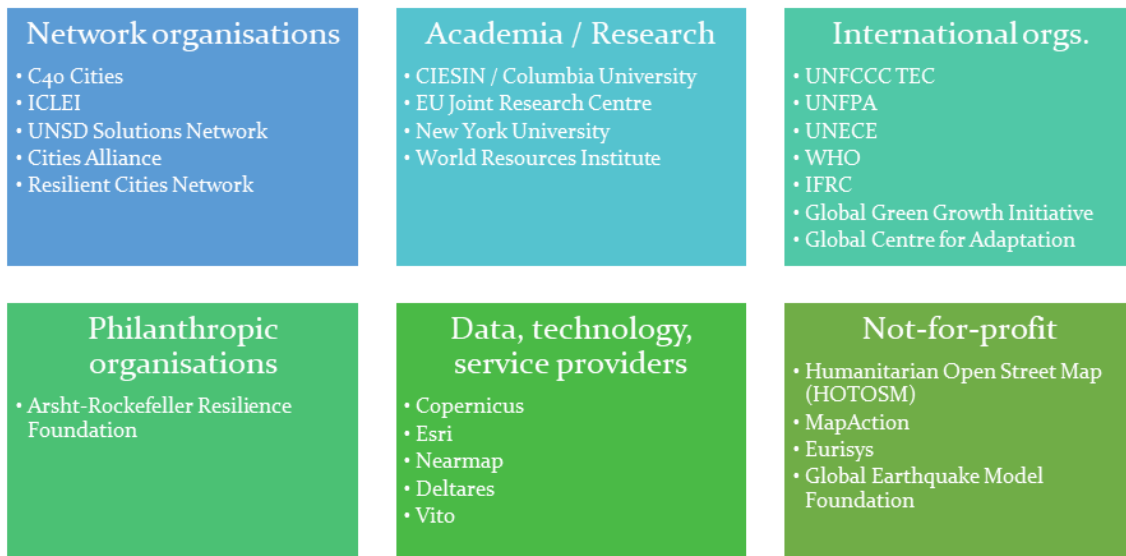 Network organisations
• C40 Cities
• ICLEI
• UNSD Solutions Network
• Cities Alliance
• Resilient Cities Network
Academia / Research
• CIESIN / Columbia University
• EU Joint Research Centre
• New York University
• World Resources Institute
International orgs.
• UNFCCC TEC
• UNFPA
• UNECE
• WHO
• IFRC
• Global Green Growth Initiative
• Global Centre for Adaptation
Philanthropic
organisations
• Arsht-Rockefeller Resilience
Foundation
Data, technology,
service providers
• Copernicus
• Esri
• Nearmap
• Deltares
• Vito
Not-for-profit
• Humanitarian Open Street Map
(HOTOSM)
• MapAction
• Eurisys
• Global Earthquake Model
Foundation